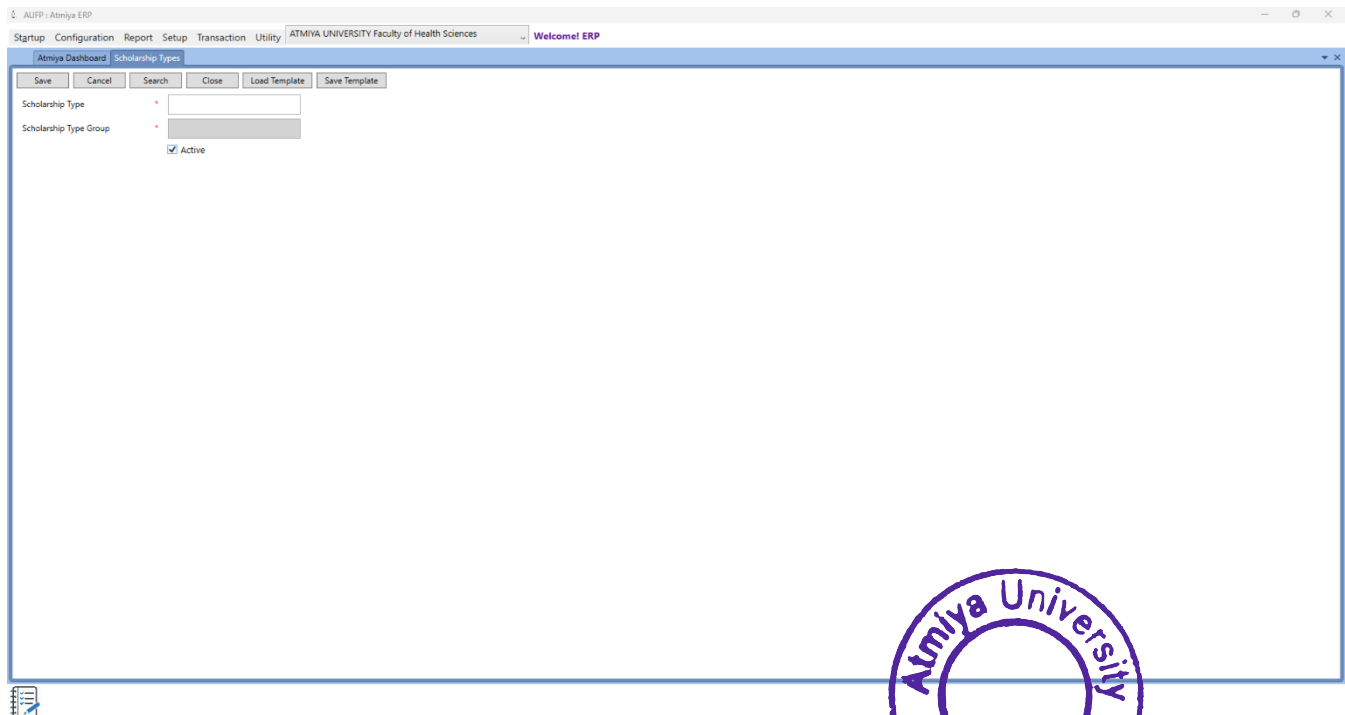 AUFP : Atmiya ERP
Startup Configuration Report Setup Transaction Utility ATMIYA UNIVERSITY Faculty of Health Sciences Welcome! ERP
Atmiya Dashboard Scholarship Types
Save Cancel Search Close Load Template Save Template
Scholarship Type *
Scholarship Type Group *
Active
Atmiya University